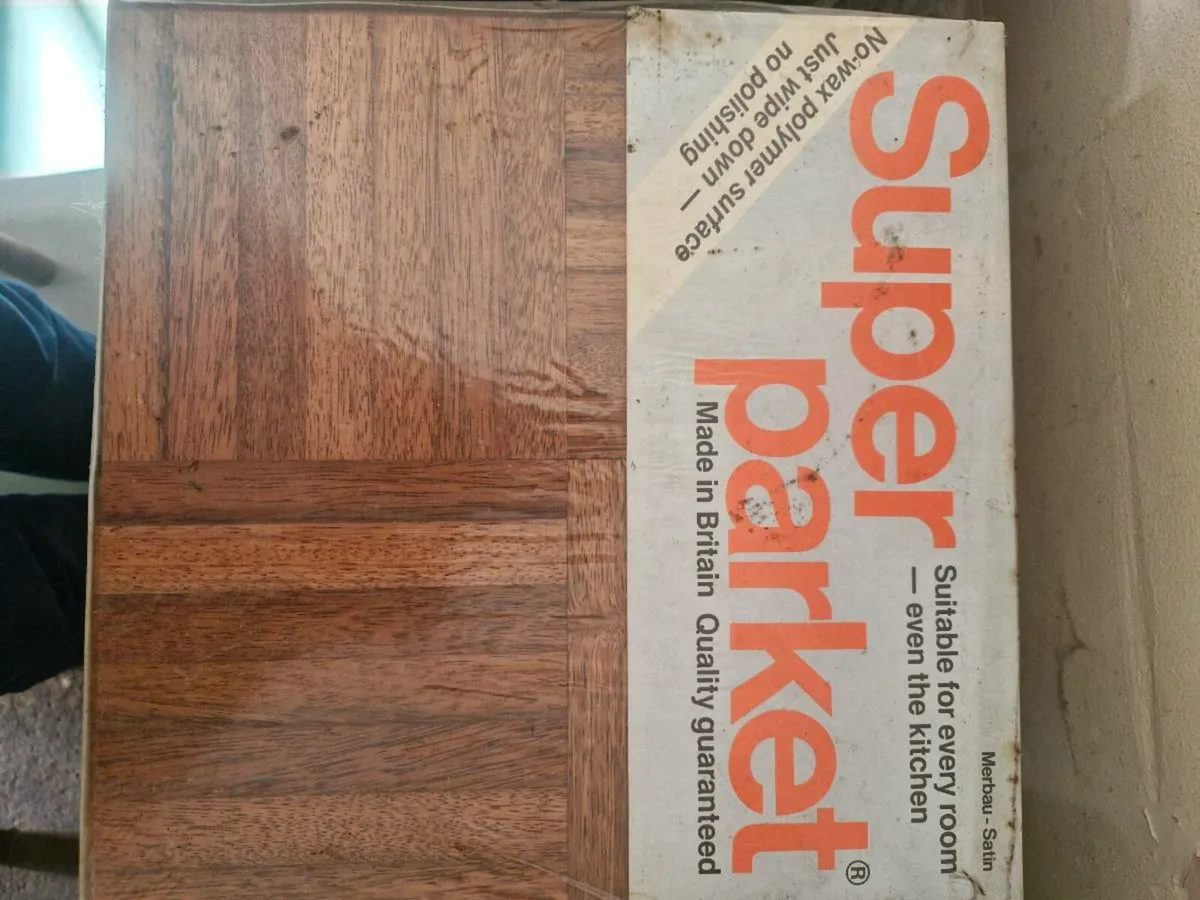 Merbau - Satin
Super
parket®
Suitable for every room
— even the kitchen
No-wax polymer surface
Just wipe down —
no polishing
Made in Britain Quality guaranteed